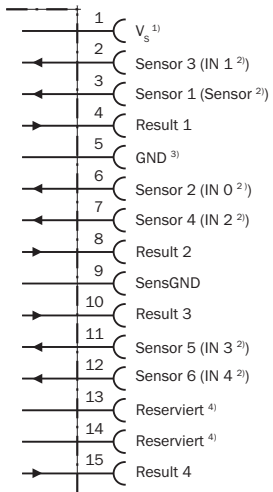 1 V_s ¹⁾
2 Sensor 3 (IN 1 ²⁾)
3 Sensor 1 (Sensor ²⁾)
4 Result 1
5 GND ³⁾
6 Sensor 2 (IN 0 ²⁾)
7 Sensor 4 (IN 2 ²⁾)
8 Result 2
9 SensGND
10 Result 3
11 Sensor 5 (IN 3 ²⁾)
12 Sensor 6 (IN 4 ²⁾)
13 Reserviert ⁴⁾
14 Reserviert ⁴⁾
15 Result 4